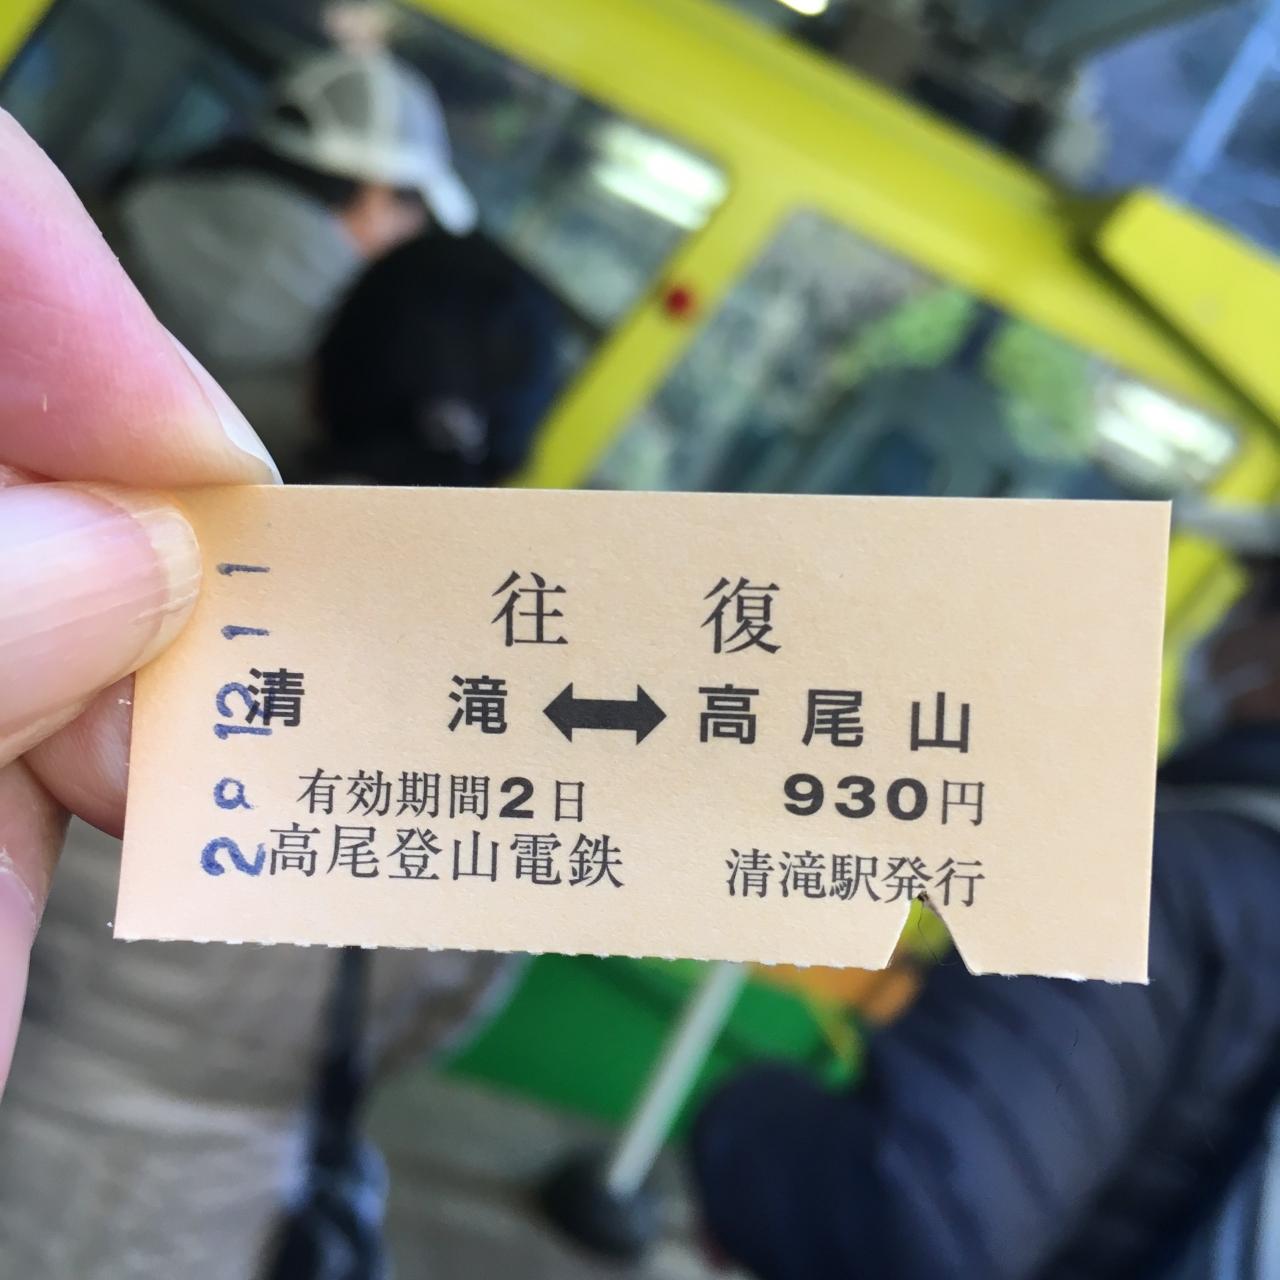 往復
清滝↔高尾山
有効期間2日 930円
高尾登山電鉄 清滝駅発行
29 12 11